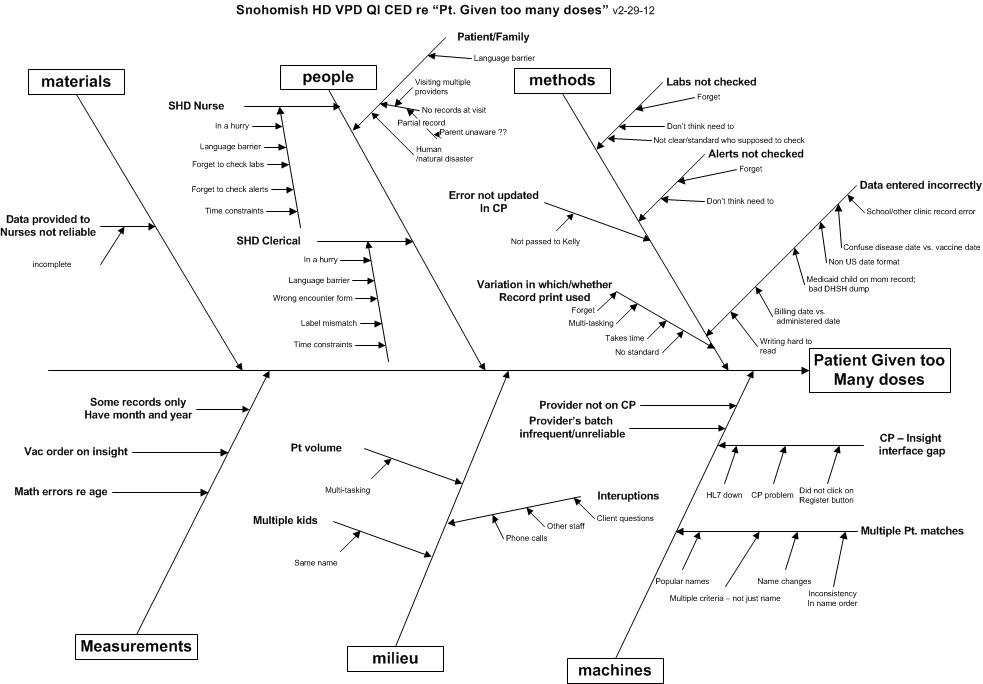 Snohomish HD VPD QI CED re “Pt. Given too many doses” v2-29-12
materials
Data provided to
Nurses not reliable
incomplete
people
SHD Nurse
In a hurry
Language barrier
Forget to check labs
Forget to check alerts
Time constraints
SHD Clerical
In a hurry
Language barrier
Wrong encounter form
Label mismatch
Time constraints
Patient/Family
Language barrier
Visiting multiple
providers
No records at visit
Partial record
Parent unaware ??
Human
/natural disaster
methods
Labs not checked
Forget
Don’t think need to
Not clear/standard who supposed to check
Alerts not checked
Forget
Don’t think need to
Error not updated
In CP
Not passed to Kelly
Variation in which/whether
Record print used
Forget
Multi-tasking
Takes time
No standard
Data entered incorrectly
School/other clinic record error
Confuse disease date vs. vaccine date
Non US date format
Medicaid child on mom record;
bad DHSH dump
Billing date vs.
administered date
Writing hard to
read
Patient Given too
Many doses
Some records only
Have month and year
Vac order on insight
Math errors re age
Measurements
Pt volume
Multi-tasking
Multiple kids
Same name
Interuptions
Client questions
Other staff
Phone calls
milieu
Provider not on CP
Provider’s batch
infrequent/unreliable
CP – Insight
interface gap
HL7 down
CP problem
Did not click on
Register button
Multiple Pt. matches
Popular names
Multiple criteria – not just name
Name changes
Inconsistency
In name order
machines